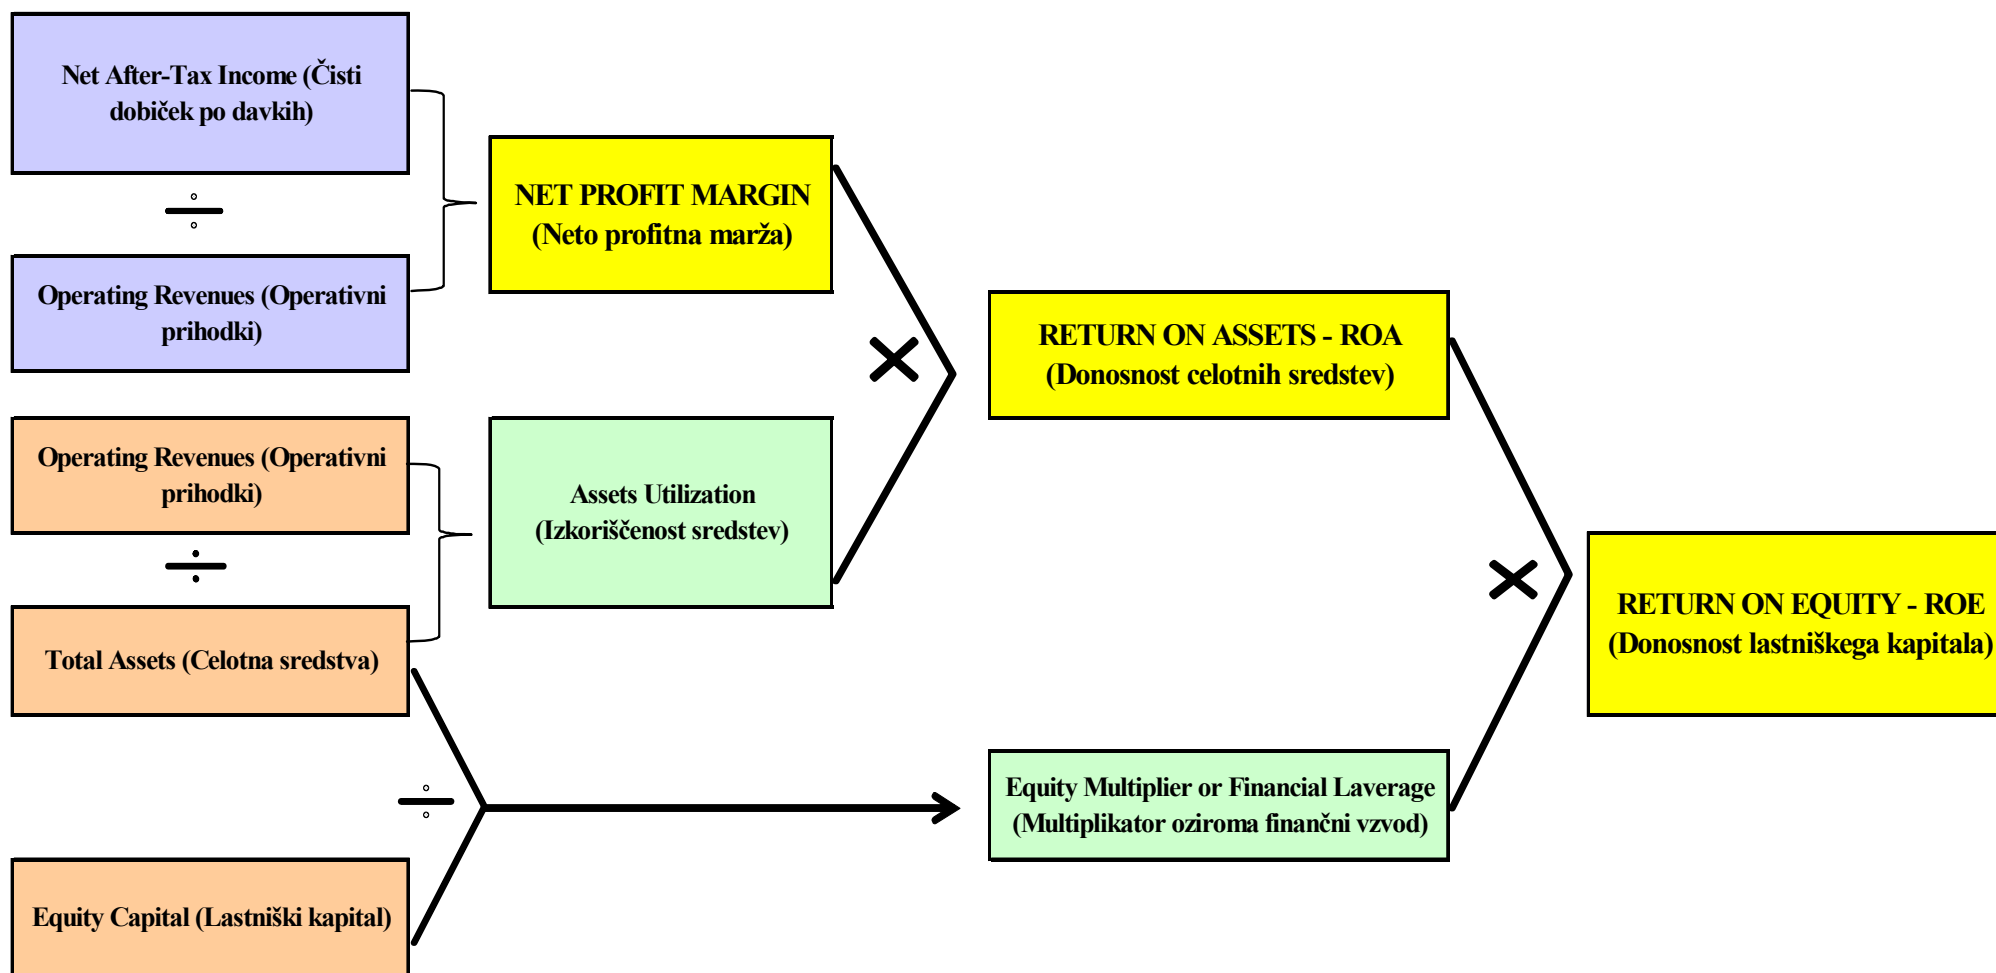 Net After-Tax Income (Čisti
dobiček po davkih)
NET PROFIT MARGIN
(Neto profitna marža)
Operating Revenues (Operativni
prihodki)
RETURN ON ASSETS - ROA
(Donosnost celotnih sredstev)
Operating Revenues (Operativni
prihodki)
Assets Utilization
(Izkoriščenost sredstev)
RETURN ON EQUITY - ROE
(Donosnost lastniškega kapitala)
Total Assets (Celotna sredstva)
Equity Multiplier or Financial Laverage
(Multiplikator oziroma finančni vzvod)
Equity Capital (Lastniški kapital)